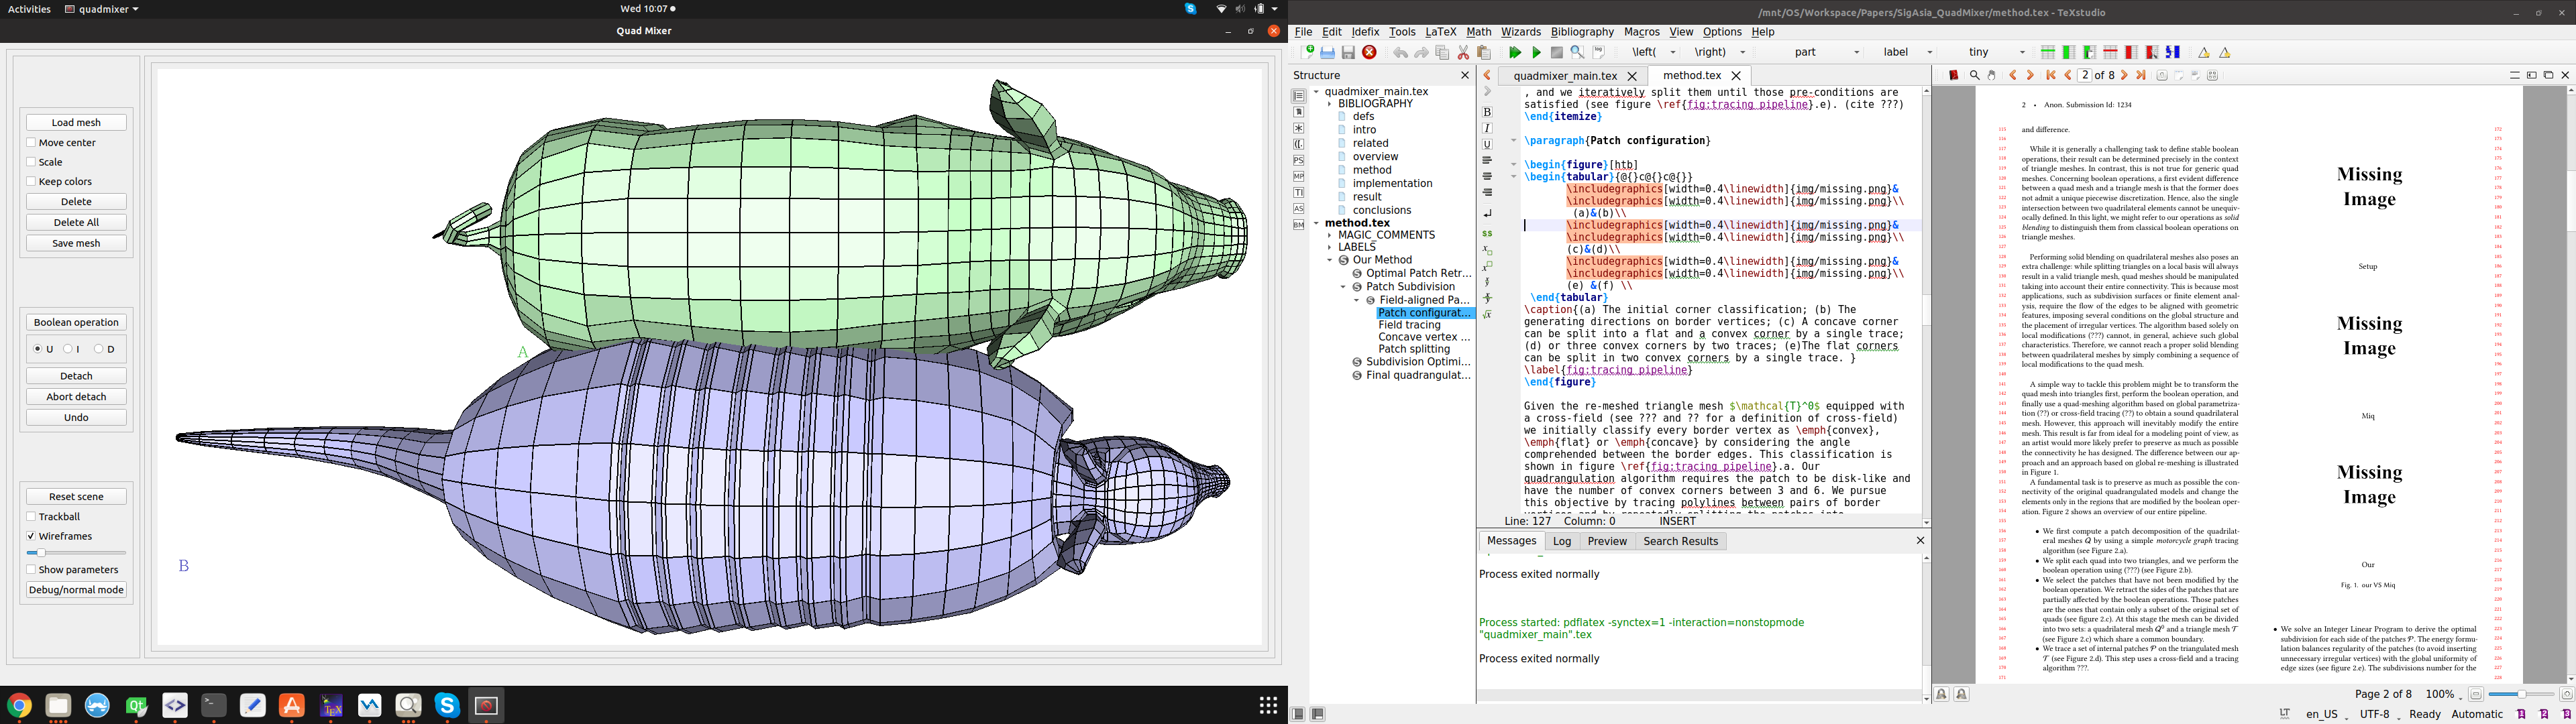 Activities
quadmixer
Wed 10:07
Quad Mixer
Load mesh
Move center
Scale
Keep colors
Delete
Delete All
Save mesh
Boolean operation
U I D
Detach
Abort detach
Undo
Reset scene
Trackball
Wireframes
Show parameters
Debug/normal mode
A
B
/mnt/OS/Workspace/Papers/SigAsia_QuadMixer/method.tex - TeXstudio
File Edit Idefix Tools LaTeX Math Wizards Bibliography Macros View Options Help
\left( \right) part label tiny
Structure
quadmixer_main.tex
BIBLIOGRAPHY
defs
intro
related
overview
method
implementation
result
conclusions
method.tex
MAGIC_COMMENTS
LABELS
Our Method
Optimal Patch Retr...
Patch Subdivision
Field-aligned Pa...
Patch configurat...
Field tracing
Concave vertex ...
Patch splitting
Subdivision Optimi...
Final quadrangulat...
quadmixer_main.tex
method.tex
, and we iteratively split them until those pre-conditions are
satisfied (see figure \ref{fig:tracing_pipeline}.e). (cite ???)
\end{itemize}
\paragraph{Patch configuration}
\begin{figure}[htb]
\begin{tabular}{@{}c@{}c@{}}
\includegraphics[width=0.4\linewidth]{img/missing.png}&
\includegraphics[width=0.4\linewidth]{img/missing.png}\\
(a)&(b)\\
\includegraphics[width=0.4\linewidth]{img/missing.png}&
\includegraphics[width=0.4\linewidth]{img/missing.png}\\
(c)&(d)\\
\includegraphics[width=0.4\linewidth]{img/missing.png}&
\includegraphics[width=0.4\linewidth]{img/missing.png}\\
(e) &(f) \\
\end{tabular}
\caption{(a) The initial corner classification; (b) The
generating directions on border vertices; (c) A concave corner
can be split into a flat and a convex corner by a single trace;
(d) or three convex corners by two traces; (e)The flat corners
can be split in two convex corners by a single trace. }
\label{fig:tracing_pipeline}
\end{figure}
Given the re-meshed triangle mesh $\mathcal{T}^0$ equipped with
a cross-field (see ??? and ?? for a definition of cross-field)
we initially classify every border vertex as \emph{convex},
\emph{flat} or \emph{concave} by considering the angle
comprehended between the border edges. This classification is
shown in figure \ref{fig:tracing_pipeline}.a. Our
quadrangulation algorithm requires the patch to be disk-like and
have the number of convex corners between 3 and 6. We pursue
this objective by tracing polylines between pairs of border
Line: 127 Column: 0 INSERT
Messages Log Preview Search Results
Process exited normally
Process started: pdflatex -synctex=1 -interaction=nonstopmode
"quadmixer_main".tex
Process exited normally
2 of 8
2 • Anon. Submission Id: 1234
and difference.
While it is generally a challenging task to define stable boolean
operations, their result can be determined precisely in the context
of triangle meshes. In contrast, this is not true for generic quad
meshes. Concerning boolean operations, a first evident difference
between a quad mesh and a triangle mesh is that the former does
not admit a unique piecewise discretization. Hence, also the single
intersection between two quadrilateral elements cannot be unequiv-
ocally defined. In this light, we might refer to our operations as solid
blending to distinguish them from classical boolean operations on
triangle meshes.
Performing solid blending on quadrilateral meshes also poses an
extra challenge: while splitting triangles on a local basis will always
result in a valid triangle mesh, quad meshes should be manipulated
taking into account their entire connectivity. This is because most
applications, such as subdivision surfaces or finite element anal-
ysis, require the flow of the edges to be aligned with geometric
features, imposing several conditions on the global structure and
the placement of irregular vertices. The algorithm based solely on
local modifications (???) cannot, in general, achieve such global
characteristics. Therefore, we cannot reach a proper solid blending
between quadrilateral meshes by simply combining a sequence of
local modifications to the quad mesh.
A simple way to tackle this problem might be to transform the
quad mesh into triangles first, perform the boolean operation, and
finally use a quad-meshing algorithm based on global parametriza-
tion (??) or cross-field tracing (??) to obtain a sound quadrilateral
mesh. However, this approach will inevitably modify the entire
mesh. This result is far from ideal for a modeling point of view, as
an artist would more likely prefer to preserve as much as possible
the connectivity he has designed. The difference between our ap-
proach and an approach based on global re-meshing is illustrated
in Figure 1.
A fundamental task is to preserve as much as possible the con-
nectivity of the original quadrangulated models and change the
elements only in the regions that are modified by the boolean oper-
ation. Figure 2 shows an overview of our entire pipeline.
• We first compute a patch decomposition of the quadrilat-
eral meshes Q by using a simple motorcycle graph tracing
algorithm (see Figure 2.a).
• We split each quad into two triangles, and we perform the
boolean operation using (???) (see Figure 2.b).
• We select the patches that have not been modified by the
boolean operation. We retract the sides of the patches that are
partially affected by the boolean operations. Those patches
are the ones that contain only a subset of the original set of
quads (see figure 2.c). At this stage the mesh can be divided
into two sets: a quadrilateral mesh Q⁰ and a triangle mesh T
(see Figure 2.c) which share a common boundary.
• We trace a set of internal patches P on the triangulated mesh
T (see Figure 2.d). This step uses a cross-field and a tracing
algorithm ???.
Missing
Image
Setup
Missing
Image
Miq
Missing
Image
Our
Fig. 1. our VS Miq
• We solve an Integer Linear Program to derive the optimal
subdivision for each side of the patches P. The energy formu-
lation balances regularity of the patches (to avoid inserting
unnecessary irregular vertices) with the global uniformity of
edge sizes (see figure 2.e). The subdivisions number for the
Page 2 of 8 100%
en_US UTF-8 Ready Automatic